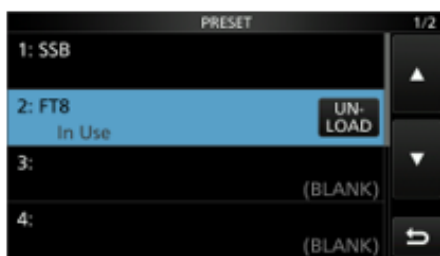 PRESET 1/2
1: SSB
2: FT8
In Use
UN-
LOAD
3:
(BLANK)
4:
(BLANK)